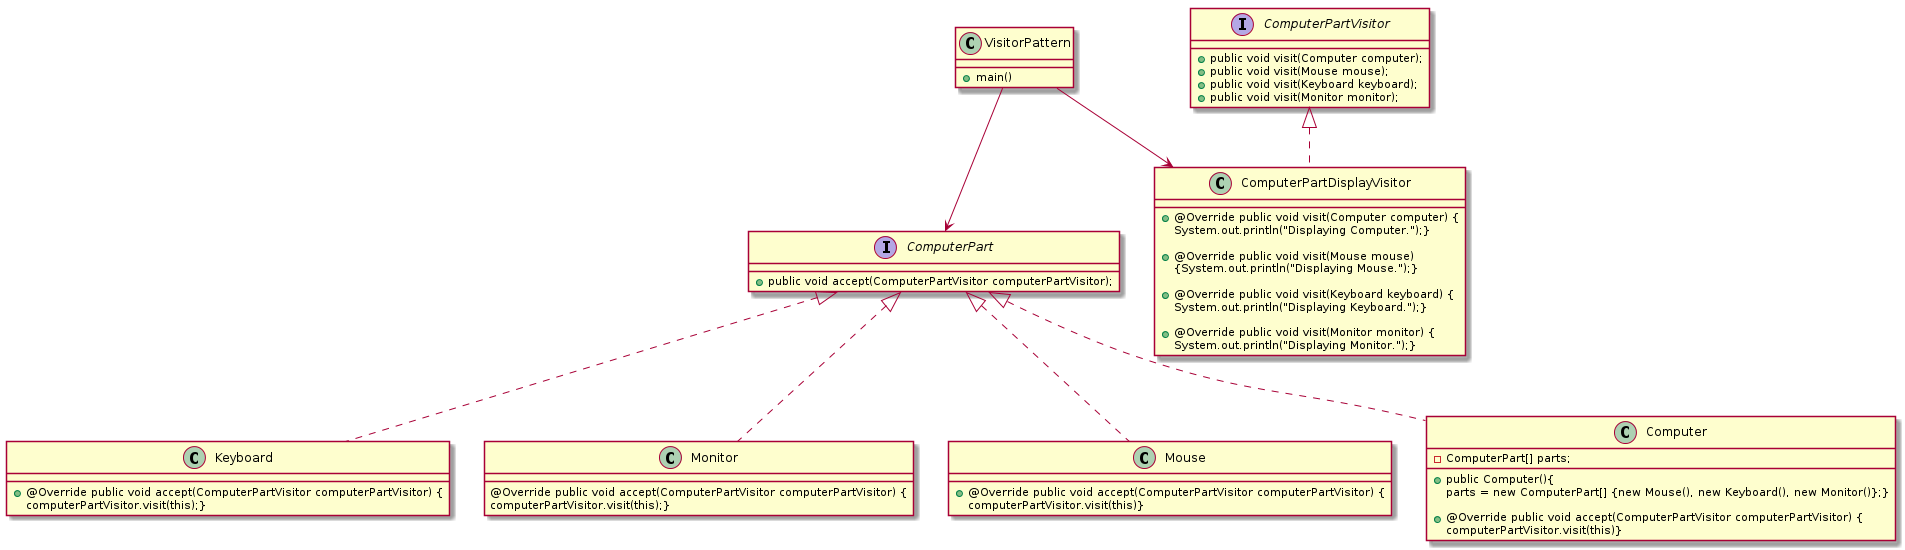 C VisitorPattern
main()
I ComputerPartVisitor
public void visit(Computer computer);
public void visit(Mouse mouse);
public void visit(Keyboard keyboard);
public void visit(Monitor monitor);
C ComputerPartDisplayVisitor
@Override public void visit(Computer computer) {
System.out.println("Displaying Computer.");}
@Override public void visit(Mouse mouse)
{System.out.println("Displaying Mouse.");}
@Override public void visit(Keyboard keyboard) {
System.out.println("Displaying Keyboard.");}
@Override public void visit(Monitor monitor) {
System.out.println("Displaying Monitor.");}
I ComputerPart
public void accept(ComputerPartVisitor computerPartVisitor);
C Keyboard
@Override public void accept(ComputerPartVisitor computerPartVisitor) {
computerPartVisitor.visit(this);}
C Monitor
@Override public void accept(ComputerPartVisitor computerPartVisitor) {
computerPartVisitor.visit(this);}
C Mouse
@Override public void accept(ComputerPartVisitor computerPartVisitor) {
computerPartVisitor.visit(this)}
C Computer
ComputerPart[] parts;
public Computer(){
parts = new ComputerPart[] {new Mouse(), new Keyboard(), new Monitor()};}
@Override public void accept(ComputerPartVisitor computerPartVisitor) {
computerPartVisitor.visit(this)}